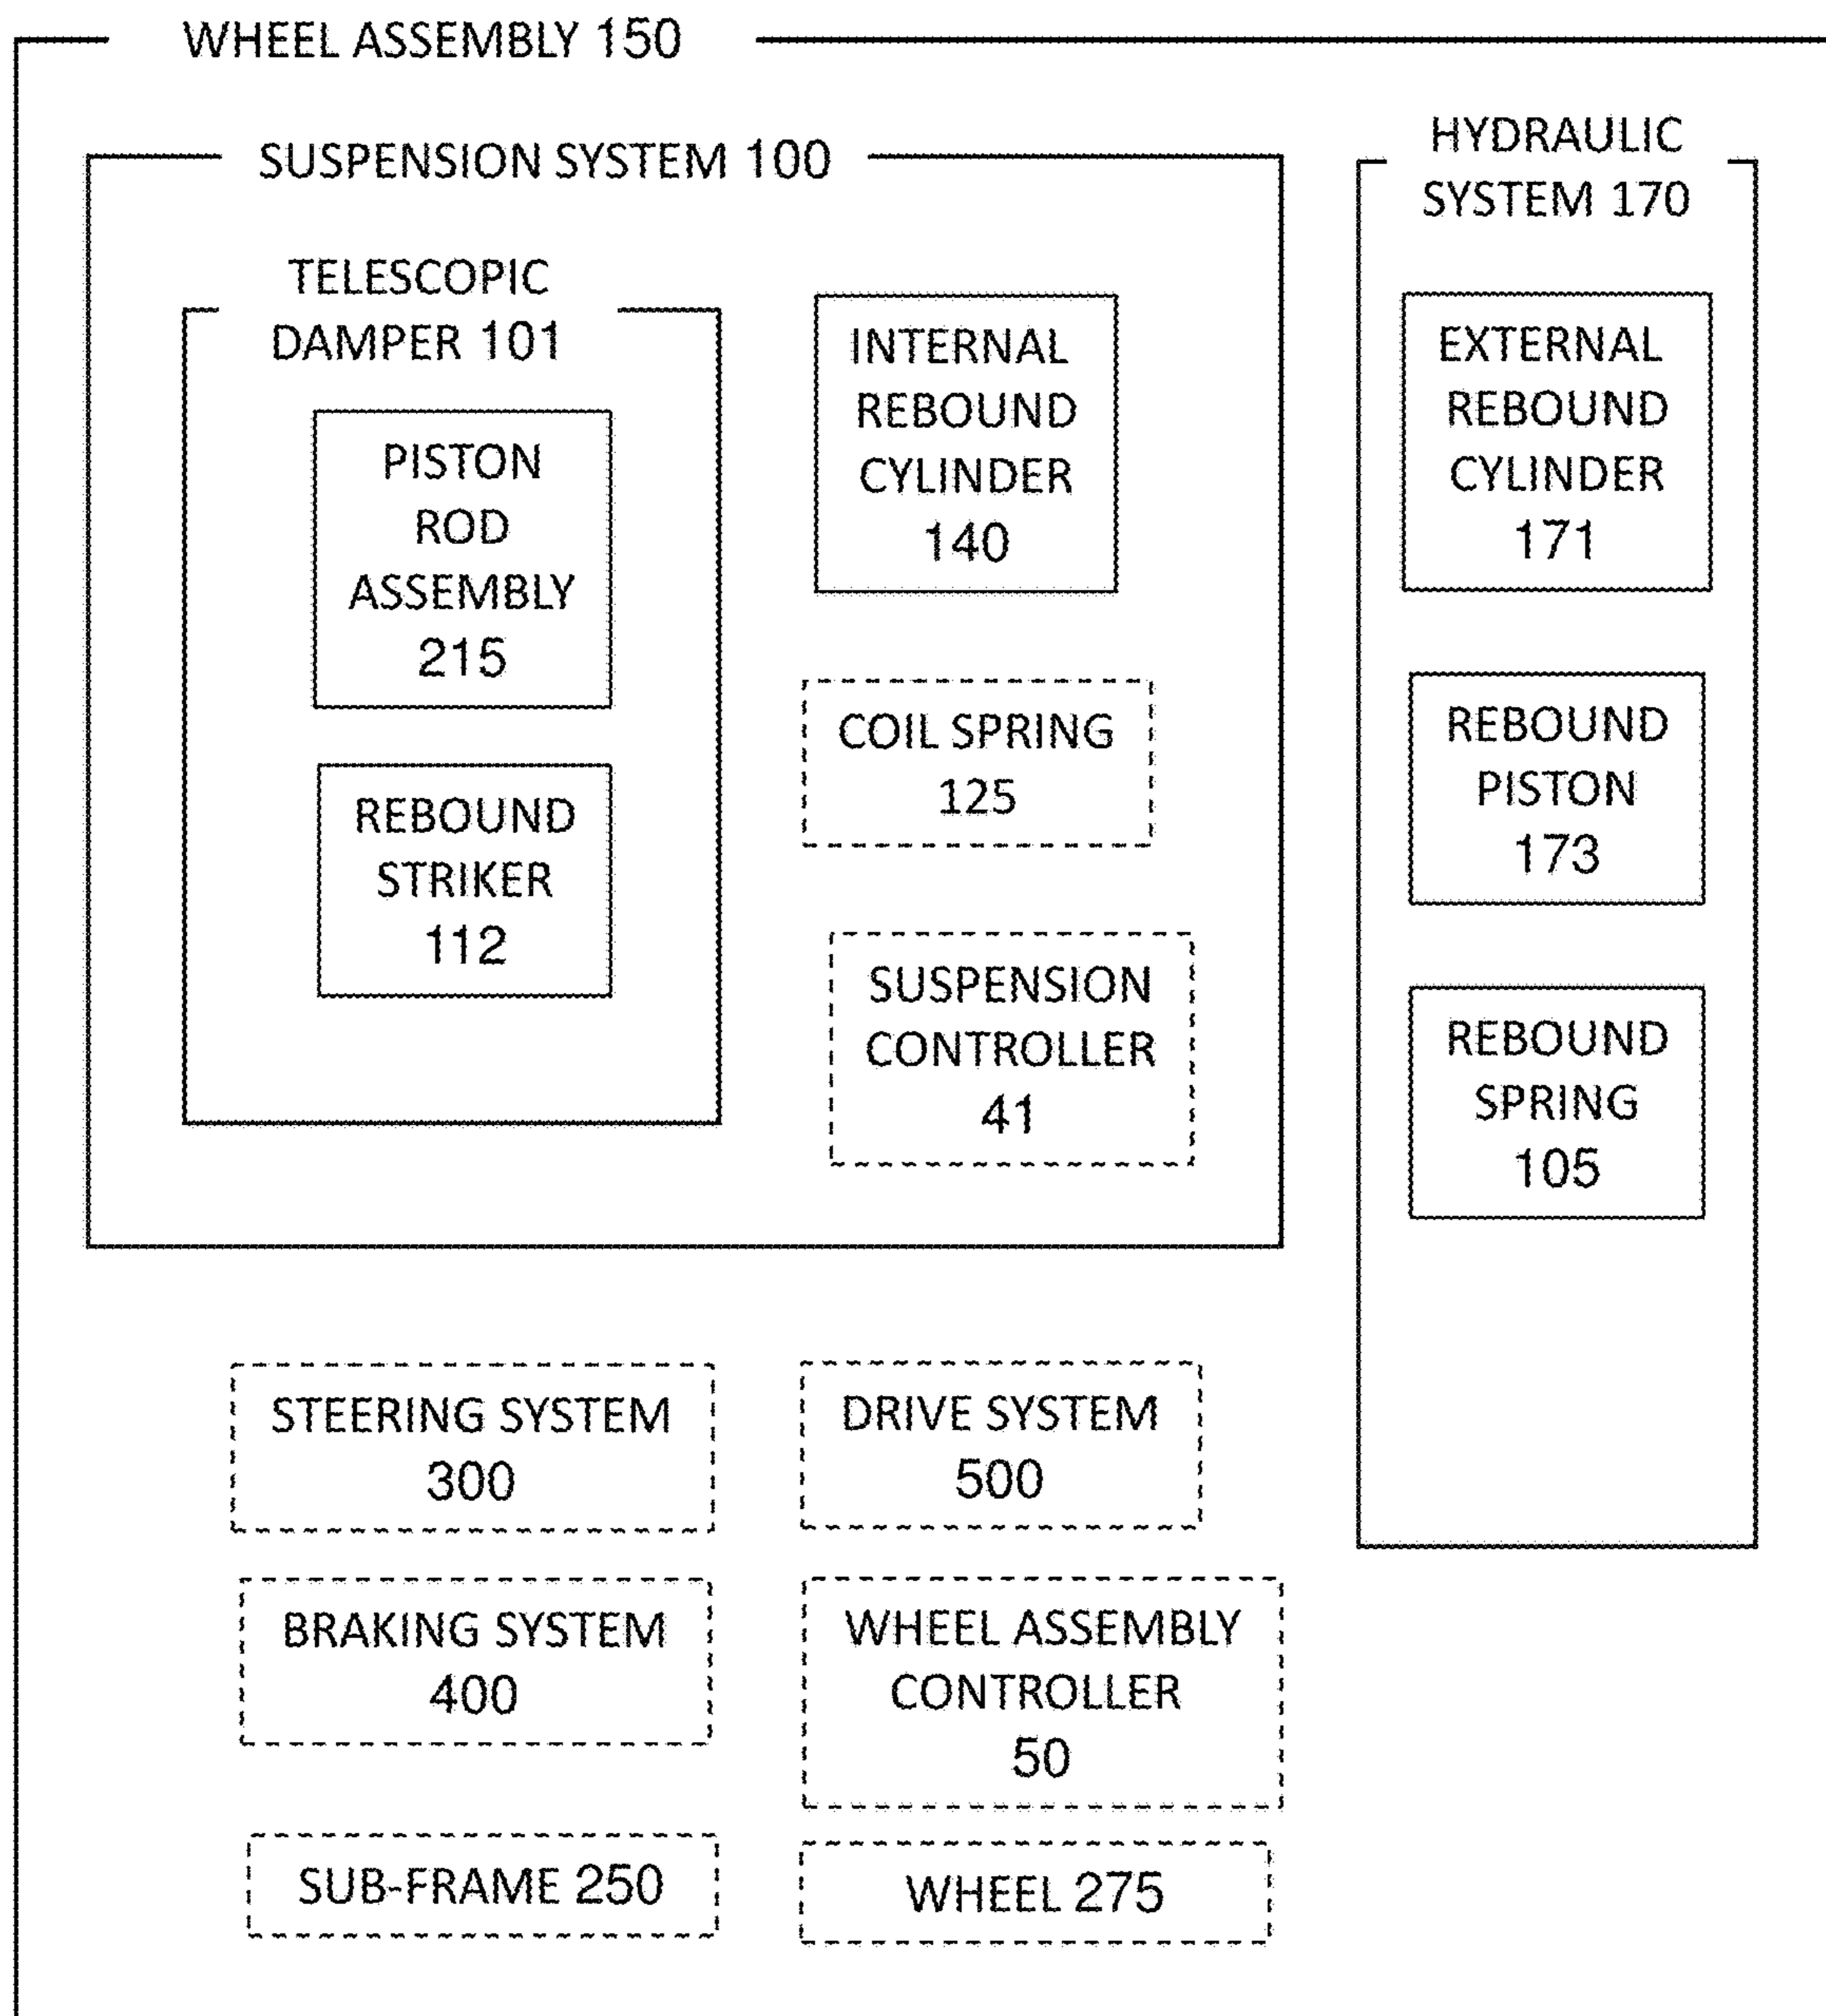 WHEEL ASSEMBLY 150
SUSPENSION SYSTEM 100
TELESCOPIC
DAMPER 101
PISTON
ROD
ASSEMBLY
215
REBOUND
STRIKER
112
INTERNAL
REBOUND
CYLINDER
140
COIL SPRING
125
SUSPENSION
CONTROLLER
41
HYDRAULIC
SYSTEM 170
EXTERNAL
REBOUND
CYLINDER
171
REBOUND
PISTON
173
REBOUND
SPRING
105
STEERING SYSTEM
300
DRIVE SYSTEM
500
BRAKING SYSTEM
400
WHEEL ASSEMBLY
CONTROLLER
50
SUB-FRAME 250
WHEEL 275